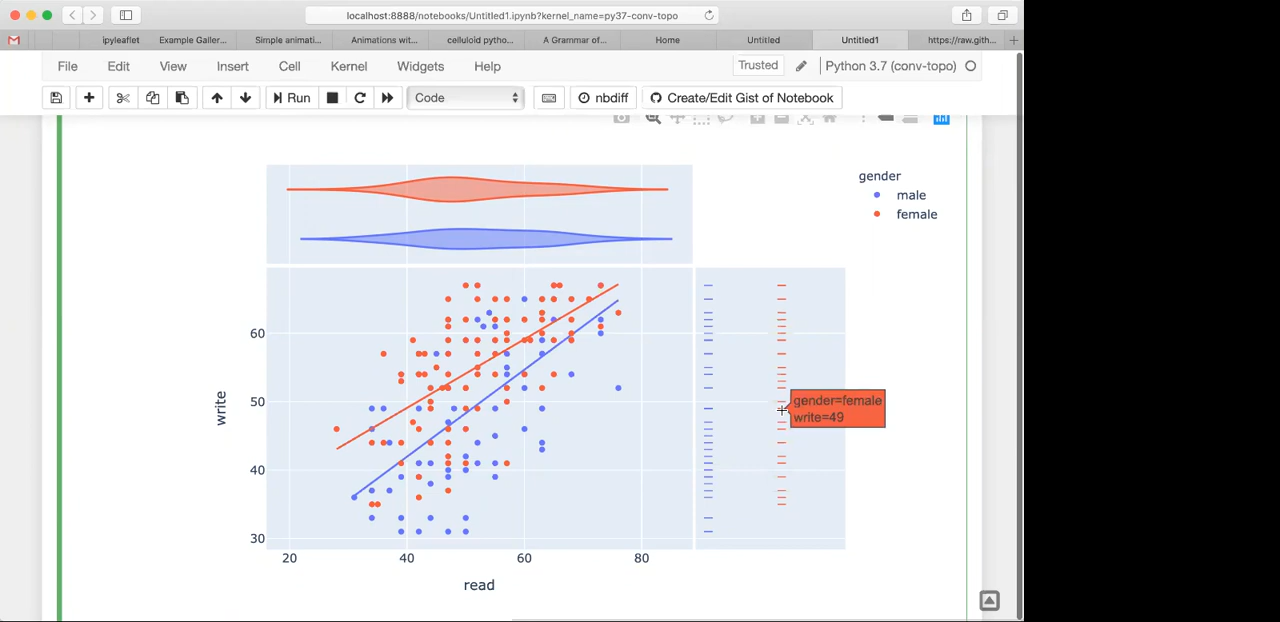 localhost:8888/notebooks/Untitled1.ipynb?kernel_name=py37-conv-topo
ipyleaflet Example Galler... Simple animati... Animations wit... celluloid pytho... A Grammar of... Home Untitled Untitled1 https://raw.gith... +
File Edit View Insert Cell Kernel Widgets Help Trusted Python 3.7 (conv-topo)
Run Code nbdiff Create/Edit Gist of Notebook
gender
male
female
60
50
40
30
write
gender=female
write=49
20 40 60 80
read